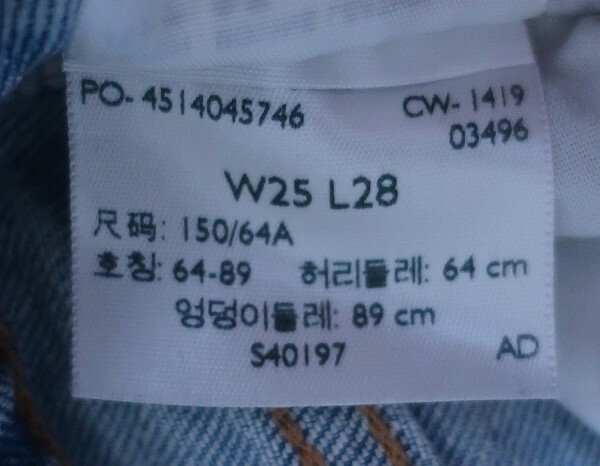 PO- 4514045746 CW- 1419
03496
W25 L28
尺码: 150/64A
호칭: 64-89 허리둘레: 64 cm
엉덩이둘레: 89 cm
S40197 AD